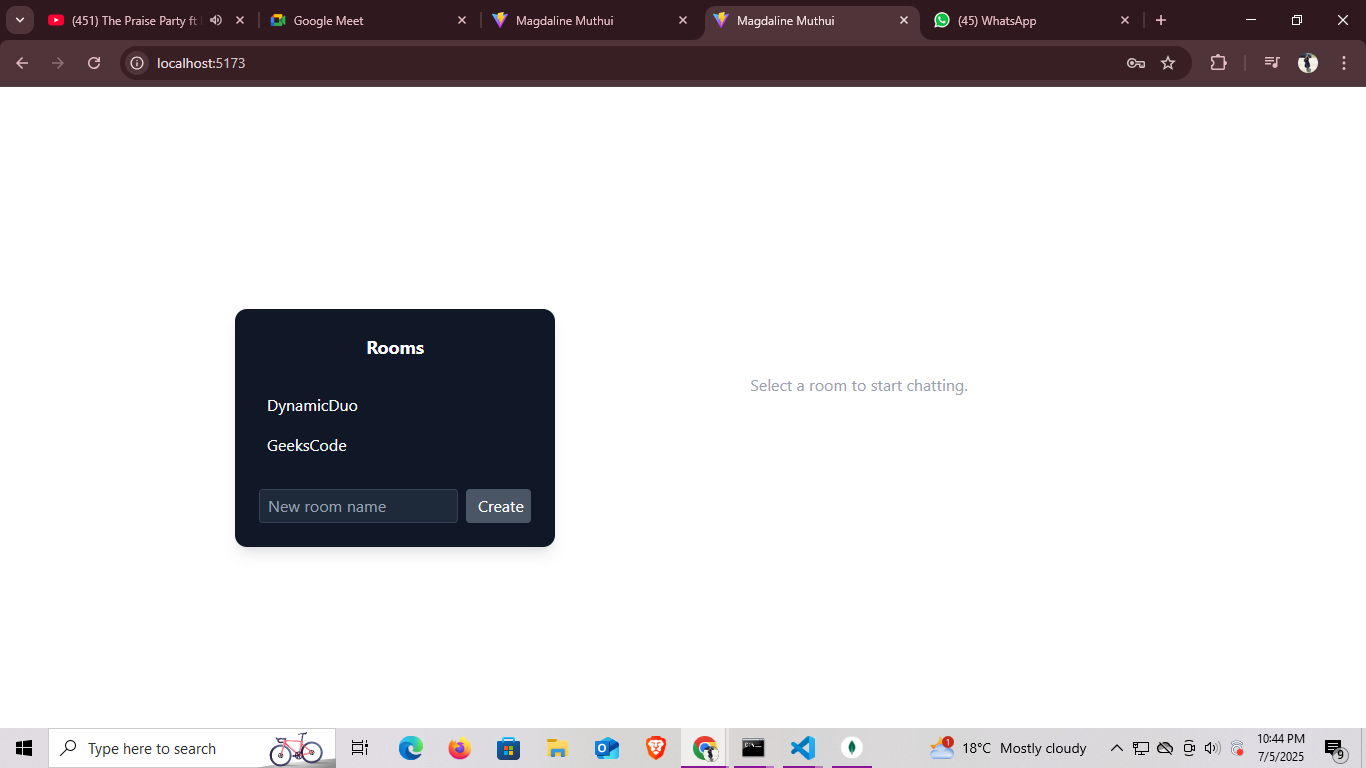 (451) The Praise Party ft
Google Meet
Magdaline Muthui
Magdaline Muthui
(45) WhatsApp
localhost:5173
Rooms
DynamicDuo
GeeksCode
New room name
Create
Select a room to start chatting.
Type here to search
1
18°C Mostly cloudy
10:44 PM
7/5/2025
9